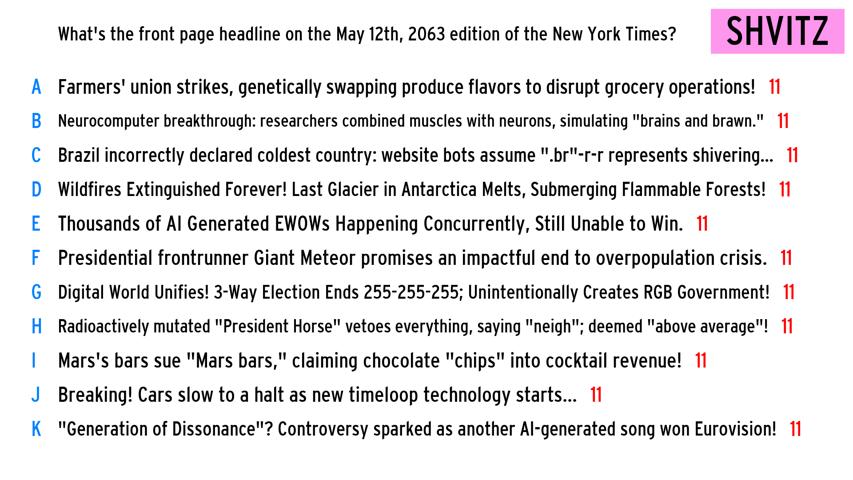 What's the front page headline on the May 12th, 2063 edition of the New York Times?
SHVITZ
A Farmers' union strikes, genetically swapping produce flavors to disrupt grocery operations! 11
B Neurocomputer breakthrough: researchers combined muscles with neurons, simulating "brains and brawn." 11
C Brazil incorrectly declared coldest country: website bots assume ".br"-r-r represents shivering... 11
D Wildfires Extinguished Forever! Last Glacier in Antarctica Melts, Submerging Flammable Forests! 11
E Thousands of AI Generated EWOWs Happening Concurrently, Still Unable to Win. 11
F Presidential frontrunner Giant Meteor promises an impactful end to overpopulation crisis. 11
G Digital World Unifies! 3-Way Election Ends 255-255-255; Unintentionally Creates RGB Government! 11
H Radioactively mutated "President Horse" vetoes everything, saying "neigh"; deemed "above average"! 11
I Mars's bars sue "Mars bars," claiming chocolate "chips" into cocktail revenue! 11
J Breaking! Cars slow to a halt as new timeloop technology starts... 11
K "Generation of Dissonance"? Controversy sparked as another AI-generated song won Eurovision! 11